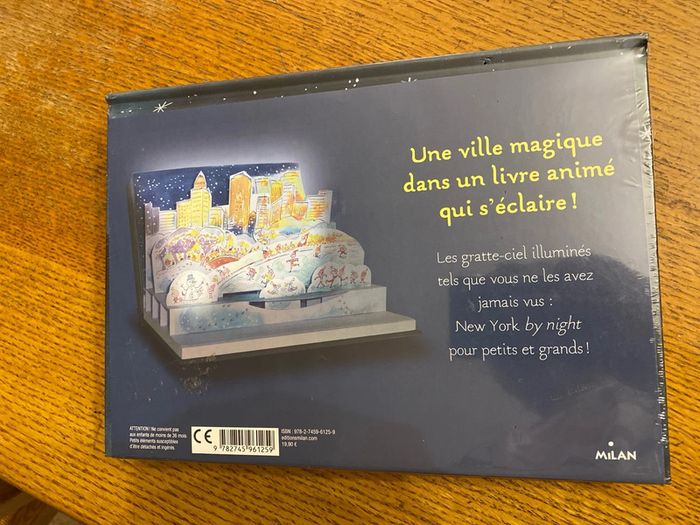 Une ville magique
dans un livre animé
qui s'éclaire !
Les gratte-ciel illuminés
tels que vous ne les avez
jamais vus :
New York by night
pour petits et grands !
ATTENTION ! Ne convient pas
aux enfants de moins de 36 mois.
Petits éléments susceptibles
d'être détachés et ingérés.
CE
ISBN : 978-2-7459-6125-9
editionsmilan.com
19,90 €
9 782745 961259
MiLAN